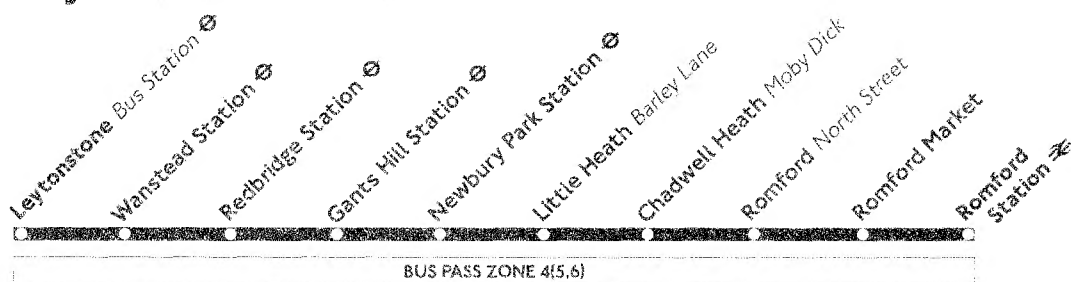 Leytonstone Bus Station
Wanstead Station
Redbridge Station
Gants Hill Station
Newbury Park Station
Little Heath Barley Lane
Chadwell Heath Moby Dick
Romford North Street
Romford Market
Romford
Station
BUS PASS ZONE 4(5,6)